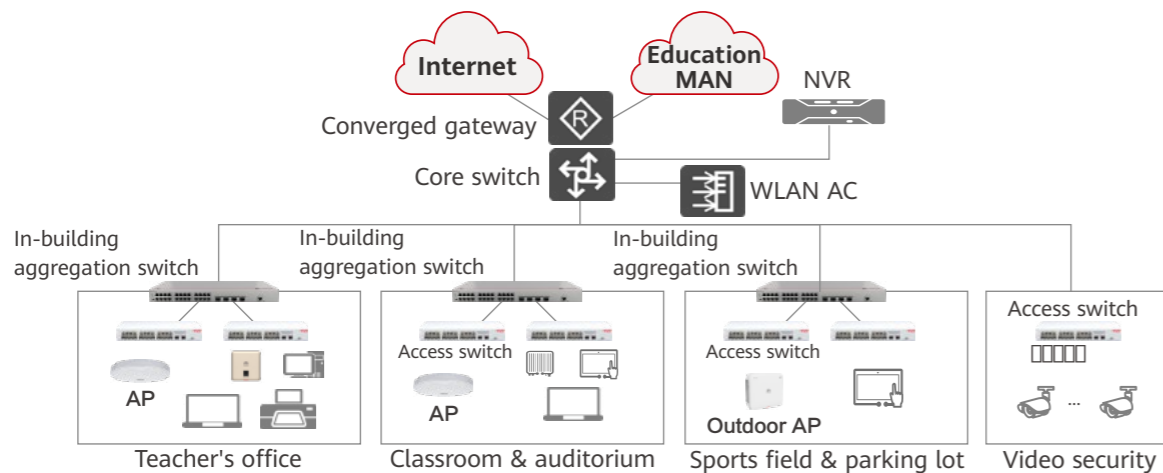 Internet
Education
MAN
NVR
Converged gateway
R
Core switch
WLAN AC
In-building
aggregation switch
In-building
aggregation switch
In-building
aggregation switch
Access switch
Access switch
Access switch
AP
AP
Outdoor AP
...
Teacher's office
Classroom & auditorium
Sports field & parking lot
Video security